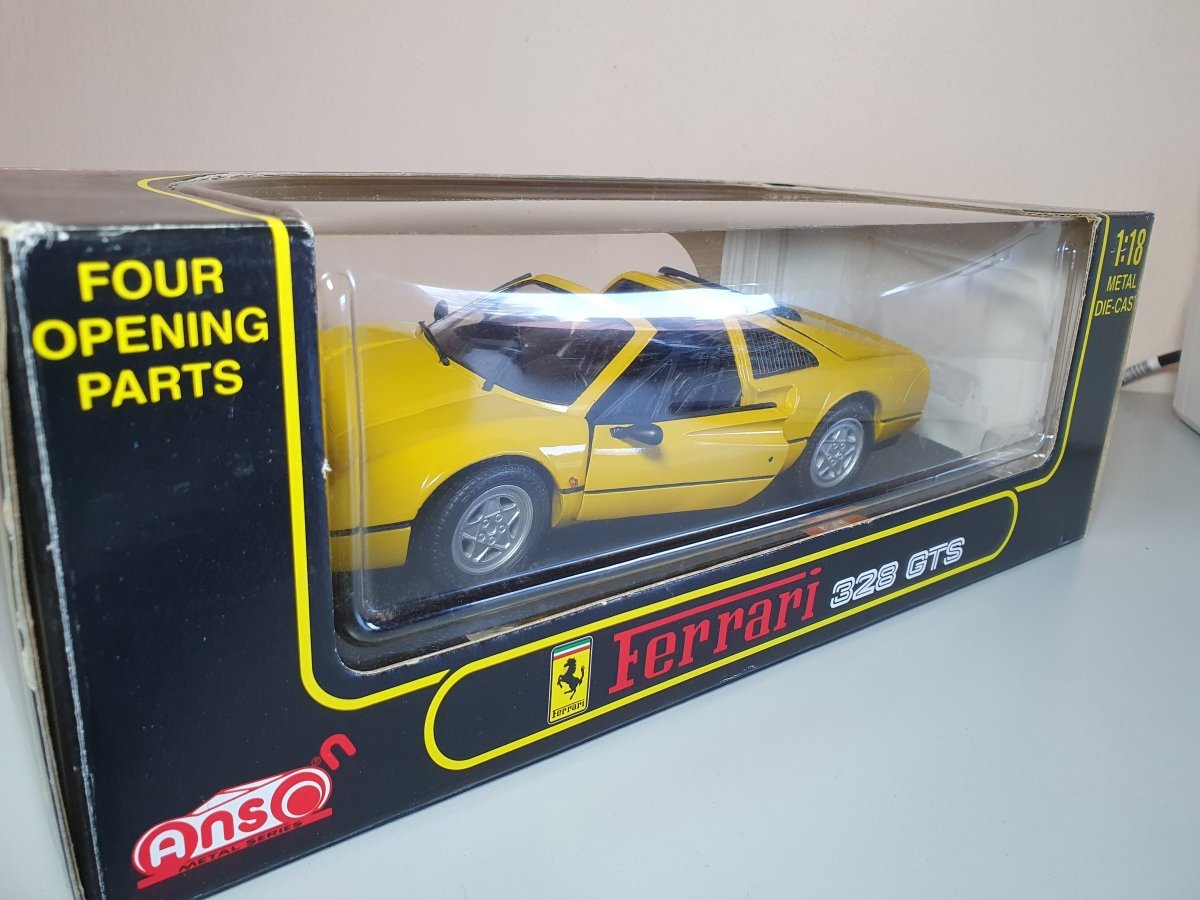 FOUR
OPENING
PARTS
1:18
METAL
DIE-CAST
Ferrari 328 GTS
Ferrari
Anson®
METAL SERIES